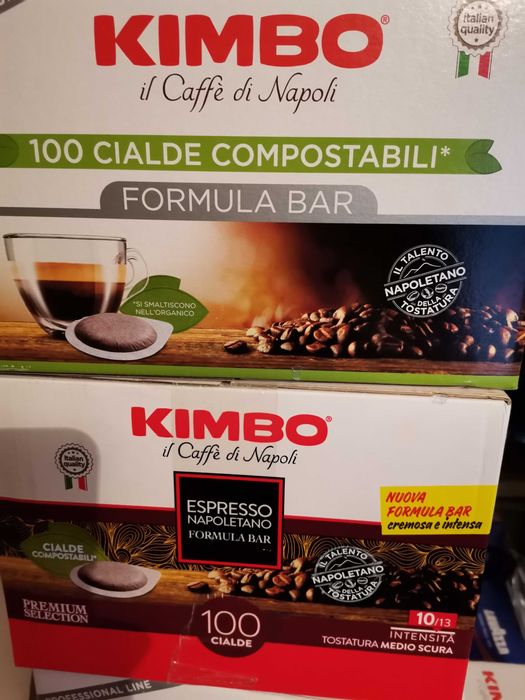 KIMBO®
il Caffè di Napoli
italian
quality
100 CIALDE COMPOSTABILI*
FORMULA BAR
*SI SMALTISCONO
NELL'ORGANICO
IL TALENTO
NAPOLETANO
DELLA
TOSTATURA
KIMBO®
il Caffè di Napoli
italian
quality
ESPRESSO
NAPOLETANO
FORMULA BAR
NUOVA
FORMULA BAR
cremosa e intensa
CIALDE
COMPOSTABILI*
IL TALENTO
NAPOLETANO
DELLA
TOSTATURA
PREMIUM
SELECTION
100
CIALDE
10/13
INTENSITÀ
TOSTATURA MEDIO SCURA
PROFESSIONAL LINE